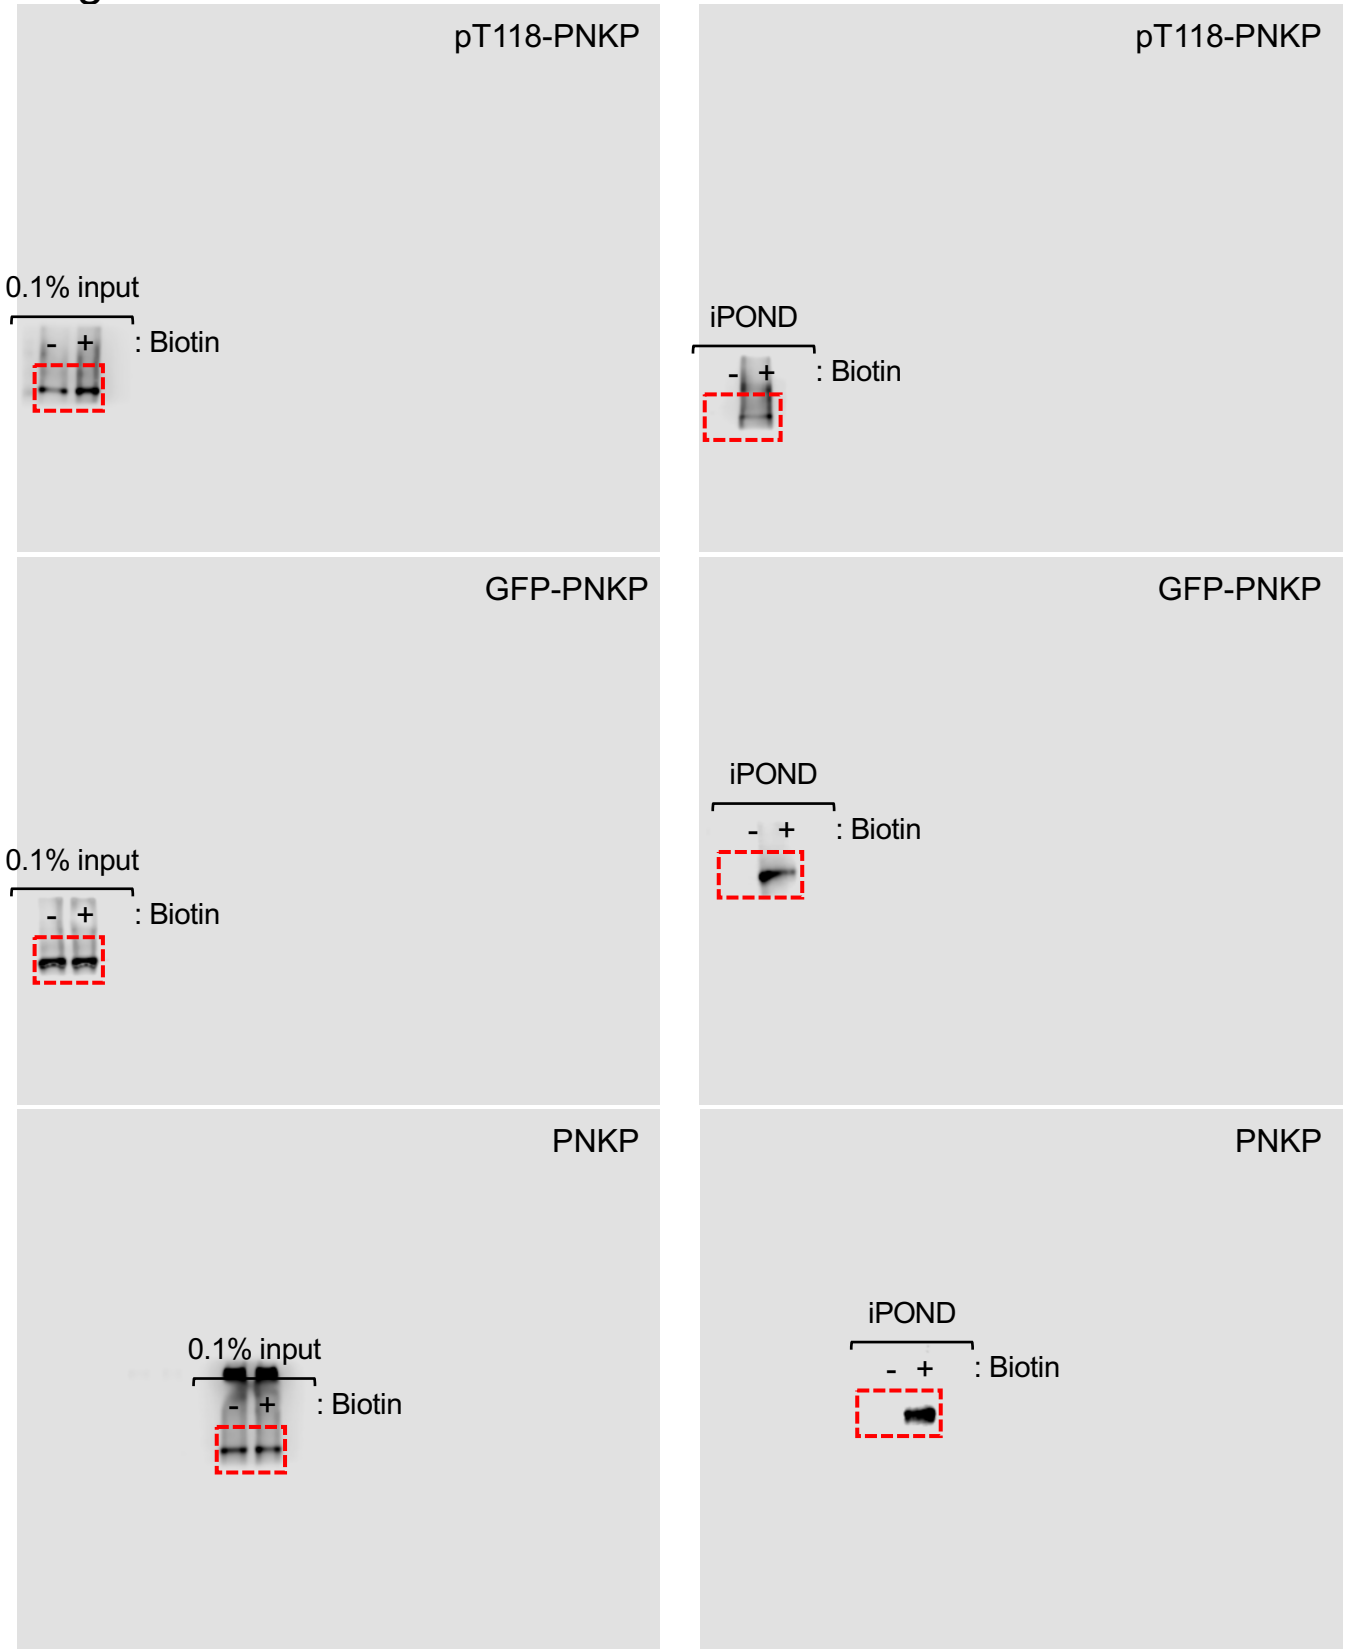 pT118-PNKP
0.1% input
- + : Biotin
pT118-PNKP
iPOND
- + : Biotin
GFP-PNKP
0.1% input
- + : Biotin
GFP-PNKP
iPOND
- + : Biotin
PNKP
0.1% input
- + : Biotin
PNKP
iPOND
- + : Biotin